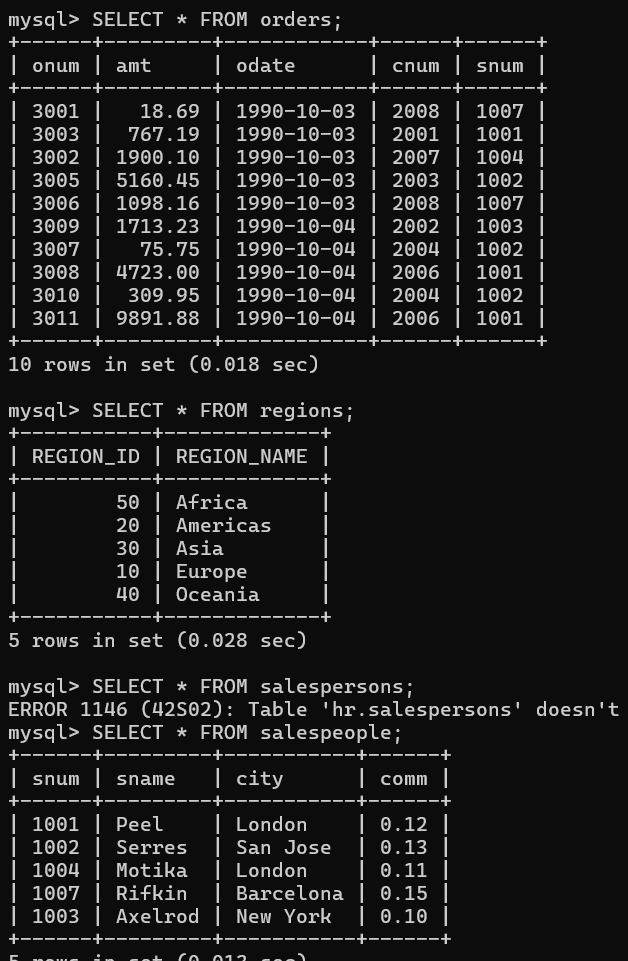 mysql> SELECT * FROM orders;
+------+---------+------------+------+------+
| onum | amt     | odate      | cnum | snum |
+------+---------+------------+------+------+
| 3001 |   18.69 | 1990-10-03 | 2008 | 1007 |
| 3003 |  767.19 | 1990-10-03 | 2001 | 1001 |
| 3002 | 1900.10 | 1990-10-03 | 2007 | 1004 |
| 3005 | 5160.45 | 1990-10-03 | 2003 | 1002 |
| 3006 | 1098.16 | 1990-10-03 | 2008 | 1007 |
| 3009 | 1713.23 | 1990-10-04 | 2002 | 1003 |
| 3007 |   75.75 | 1990-10-04 | 2004 | 1002 |
| 3008 | 4723.00 | 1990-10-04 | 2006 | 1001 |
| 3010 |  309.95 | 1990-10-04 | 2004 | 1002 |
| 3011 | 9891.88 | 1990-10-04 | 2006 | 1001 |
+------+---------+------------+------+------+
10 rows in set (0.018 sec)

mysql> SELECT * FROM regions;
+-----------+-------------+
| REGION_ID | REGION_NAME |
+-----------+-------------+
|        50 | Africa      |
|        20 | Americas    |
|        30 | Asia        |
|        10 | Europe      |
|        40 | Oceania     |
+-----------+-------------+
5 rows in set (0.028 sec)

mysql> SELECT * FROM salespersons;
ERROR 1146 (42S02): Table 'hr.salespersons' doesn't
mysql> SELECT * FROM salespeople;
+------+---------+-----------+------+
| snum | sname   | city      | comm |
+------+---------+-----------+------+
| 1001 | Peel    | London    | 0.12 |
| 1002 | Serres  | San Jose  | 0.13 |
| 1004 | Motika  | London    | 0.11 |
| 1007 | Rifkin  | Barcelona | 0.15 |
| 1003 | Axelrod | New York  | 0.10 |
+------+---------+-----------+------+
5 rows in set (0.013 sec)